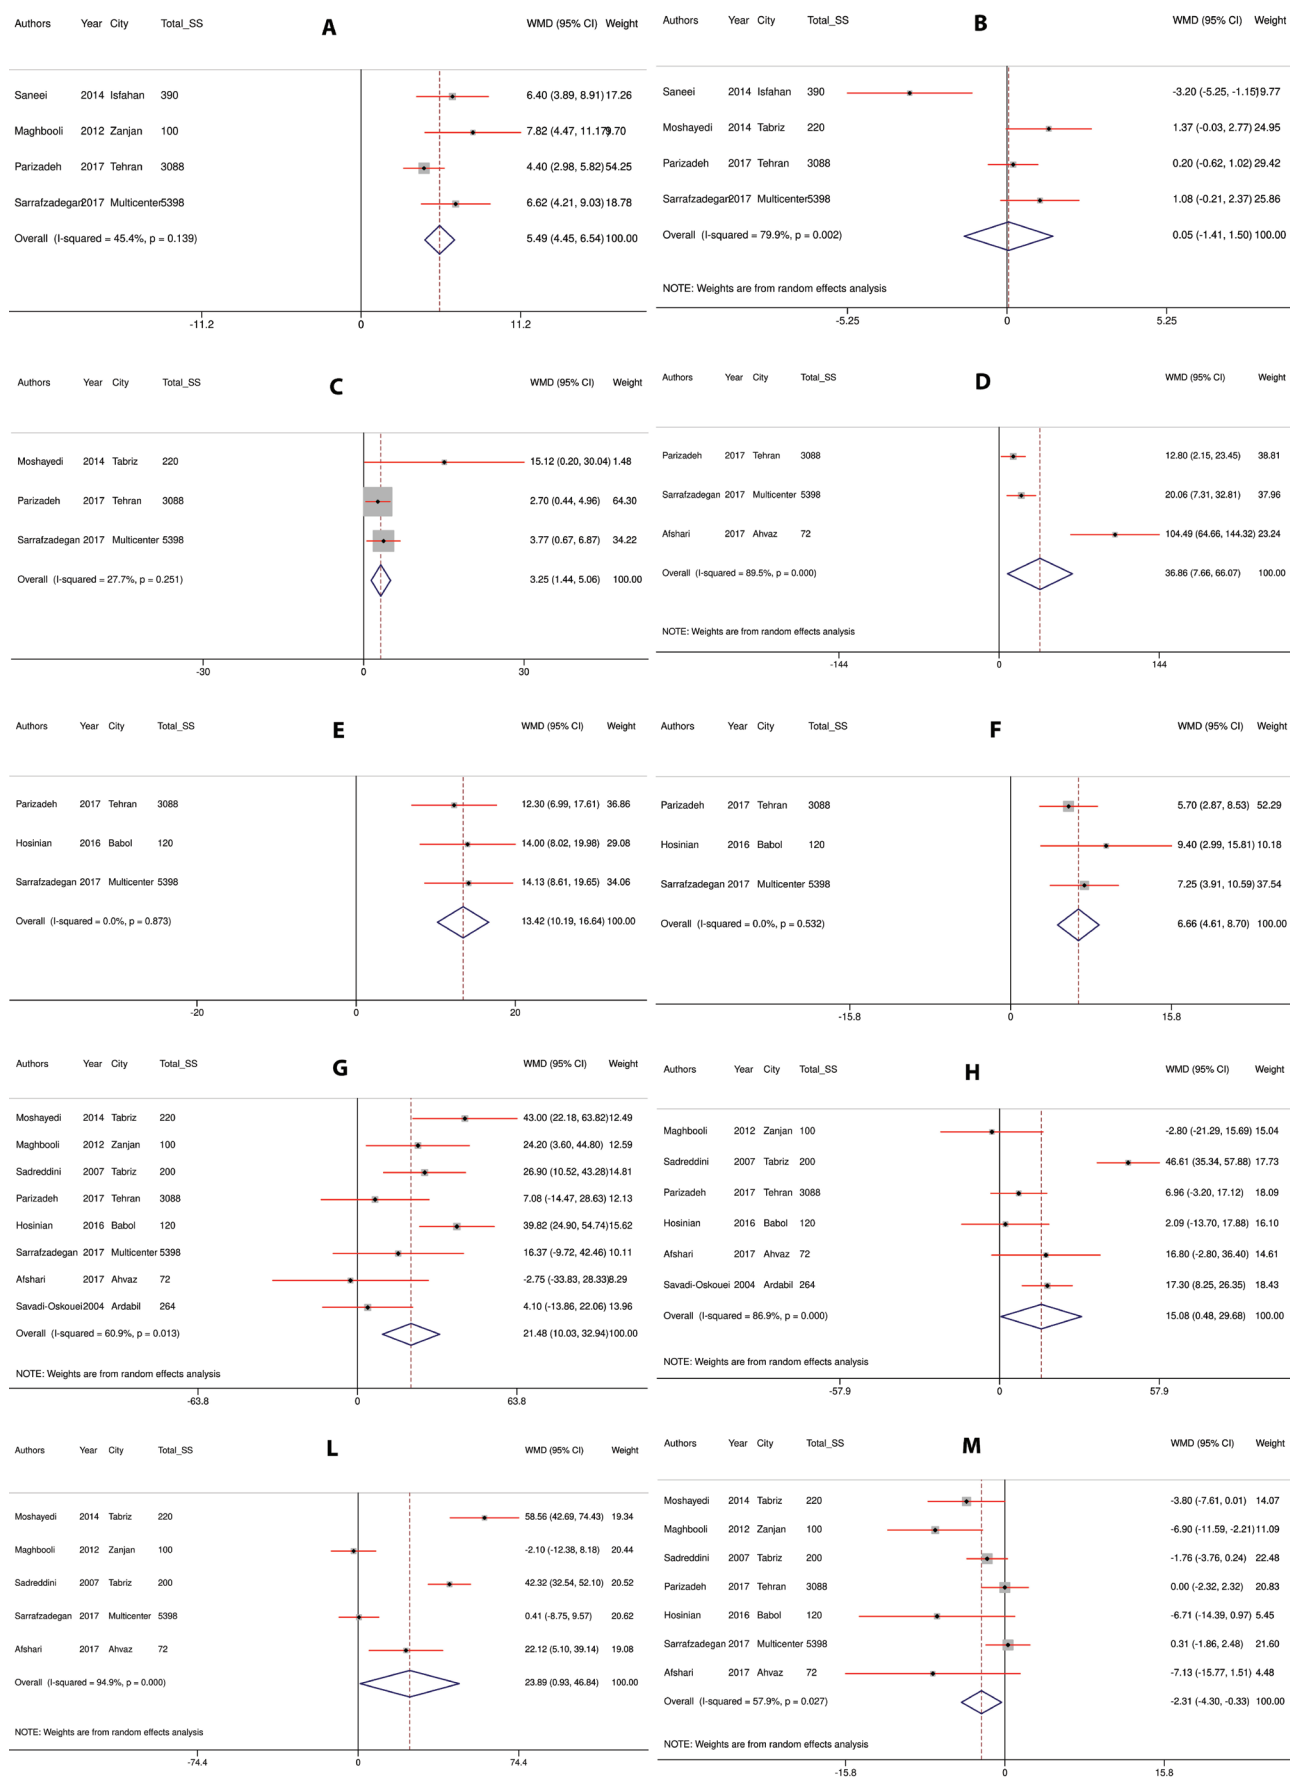 Authors Year City Total_SS A WMD (95% CI) Weight
Saneei 2014 Isfahan 390 6.40 (3.89, 8.91) 17.26
Maghbooli 2012 Zanjan 100 7.82 (4.47, 11.17) 9.70
Parizadeh 2017 Tehran 3088 4.40 (2.98, 5.82) 54.25
Sarrafzadegan 2017 Multicenter 5398 6.62 (4.21, 9.03) 18.78
Overall (I-squared = 45.4%, p = 0.139) 5.49 (4.45, 6.54) 100.00
-11.2 0 11.2
Authors Year City Total_SS B WMD (95% CI) Weight
Saneei 2014 Isfahan 390 -3.20 (-5.25, -1.15) 19.77
Moshayedi 2014 Tabriz 220 1.37 (-0.03, 2.77) 24.95
Parizadeh 2017 Tehran 3088 0.20 (-0.62, 1.02) 29.42
Sarrafzadegan 2017 Multicenter 5398 1.08 (-0.21, 2.37) 25.86
Overall (I-squared = 79.9%, p = 0.002) 0.05 (-1.41, 1.50) 100.00
NOTE: Weights are from random effects analysis
-5.25 0 5.25
Authors Year City Total_SS C WMD (95% CI) Weight
Moshayedi 2014 Tabriz 220 15.12 (0.20, 30.04) 1.48
Parizadeh 2017 Tehran 3088 2.70 (0.44, 4.96) 64.30
Sarrafzadegan 2017 Multicenter 5398 3.77 (0.67, 6.87) 34.22
Overall (I-squared = 27.7%, p = 0.251) 3.25 (1.44, 5.06) 100.00
-30 0 30
Authors Year City Total_SS D WMD (95% CI) Weight
Parizadeh 2017 Tehran 3088 12.80 (2.15, 23.45) 38.81
Sarrafzadegan 2017 Multicenter 5398 20.06 (7.31, 32.81) 37.96
Afshari 2017 Ahvaz 72 104.49 (64.66, 144.32) 23.24
Overall (I-squared = 89.5%, p = 0.000) 36.86 (7.66, 66.07) 100.00
NOTE: Weights are from random effects analysis
-144 0 144
Authors Year City Total_SS E WMD (95% CI) Weight
Parizadeh 2017 Tehran 3088 12.30 (6.99, 17.61) 36.86
Hosinian 2016 Babol 120 14.00 (8.02, 19.98) 29.08
Sarrafzadegan 2017 Multicenter 5398 14.13 (8.61, 19.65) 34.06
Overall (I-squared = 0.0%, p = 0.873) 13.42 (10.19, 16.64) 100.00
-20 0 20
Authors Year City Total_SS F WMD (95% CI) Weight
Parizadeh 2017 Tehran 3088 5.70 (2.87, 8.53) 52.29
Hosinian 2016 Babol 120 9.40 (2.99, 15.81) 10.18
Sarrafzadegan 2017 Multicenter 5398 7.25 (3.91, 10.59) 37.54
Overall (I-squared = 0.0%, p = 0.532) 6.66 (4.61, 8.70) 100.00
-15.8 0 15.8
Authors Year City Total_SS G WMD (95% CI) Weight
Moshayedi 2014 Tabriz 220 43.00 (22.18, 63.82) 12.49
Maghbooli 2012 Zanjan 100 24.20 (3.60, 44.80) 12.59
Sadreddini 2007 Tabriz 200 26.90 (10.52, 43.28) 14.81
Parizadeh 2017 Tehran 3088 7.08 (-14.47, 28.63) 12.13
Hosinian 2016 Babol 120 39.82 (24.90, 54.74) 15.62
Sarrafzadegan 2017 Multicenter 5398 16.37 (-9.72, 42.46) 10.11
Afshari 2017 Ahvaz 72 -2.75 (-33.83, 28.33) 8.29
Savadi-Oskouei 2004 Ardabil 264 4.10 (-13.86, 22.06) 13.96
Overall (I-squared = 60.9%, p = 0.013) 21.48 (10.03, 32.94) 100.00
NOTE: Weights are from random effects analysis
-63.8 0 63.8
Authors Year City Total_SS H WMD (95% CI) Weight
Maghbooli 2012 Zanjan 100 -2.80 (-21.29, 15.69) 15.04
Sadreddini 2007 Tabriz 200 46.61 (35.34, 57.88) 17.73
Parizadeh 2017 Tehran 3088 6.96 (-3.20, 17.12) 18.09
Hosinian 2016 Babol 120 2.09 (-13.70, 17.88) 16.10
Afshari 2017 Ahvaz 72 16.80 (-2.80, 36.40) 14.61
Savadi-Oskouei 2004 Ardabil 264 17.30 (8.25, 26.35) 18.43
Overall (I-squared = 86.9%, p = 0.000) 15.08 (0.48, 29.68) 100.00
NOTE: Weights are from random effects analysis
-57.9 0 57.9
Authors Year City Total_SS L WMD (95% CI) Weight
Moshayedi 2014 Tabriz 220 58.56 (42.69, 74.43) 19.34
Maghbooli 2012 Zanjan 100 -2.10 (-12.38, 8.18) 20.44
Sadreddini 2007 Tabriz 200 42.32 (32.54, 52.10) 20.52
Sarrafzadegan 2017 Multicenter 5398 0.41 (-8.75, 9.57) 20.62
Afshari 2017 Ahvaz 72 22.12 (5.10, 39.14) 19.08
Overall (I-squared = 94.9%, p = 0.000) 23.89 (0.93, 46.84) 100.00
NOTE: Weights are from random effects analysis
-74.4 0 74.4
Authors Year City Total_SS M WMD (95% CI) Weight
Moshayedi 2014 Tabriz 220 -3.80 (-7.61, 0.01) 14.07
Maghbooli 2012 Zanjan 100 -6.90 (-11.59, -2.21) 11.09
Sadreddini 2007 Tabriz 200 -1.76 (-3.76, 0.24) 22.48
Parizadeh 2017 Tehran 3088 0.00 (-2.32, 2.32) 20.83
Hosinian 2016 Babol 120 -6.71 (-14.39, 0.97) 5.45
Sarrafzadegan 2017 Multicenter 5398 0.31 (-1.86, 2.48) 21.60
Afshari 2017 Ahvaz 72 -7.13 (-15.77, 1.51) 4.48
Overall (I-squared = 57.9%, p = 0.027) -2.31 (-4.30, -0.33) 100.00
NOTE: Weights are from random effects analysis
-15.8 0 15.8